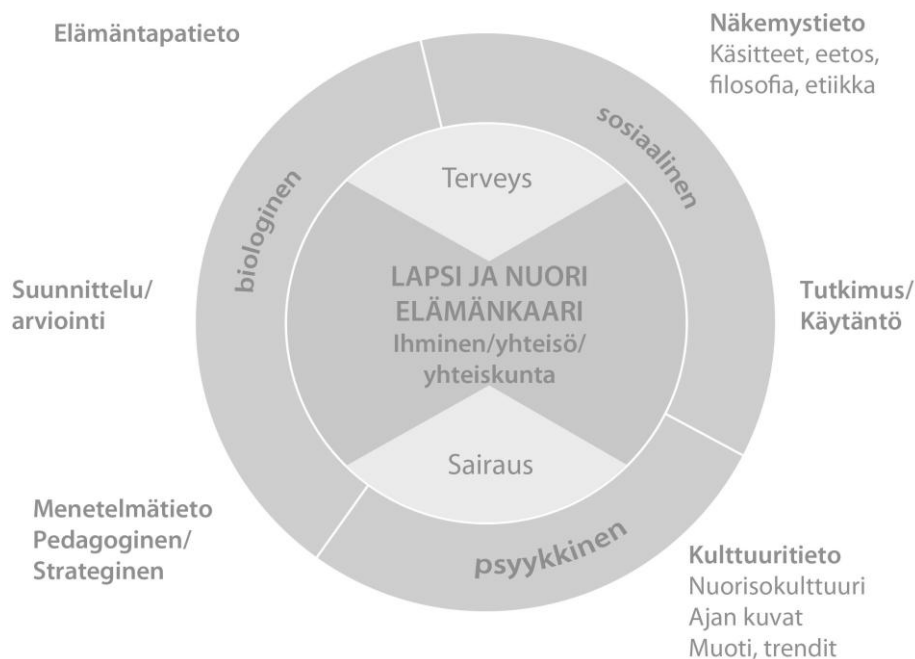 Elämäntapatieto
Näkemystieto
Käsitteet, eetos,
filosofia, etiikka
sosiaalinen
biologinen
Terveys
LAPSI JA NUORI
ELÄMÄNKAARI
Ihminen/yhteisö/
yhteiskunta
Suunnittelu/
arviointi
Tutkimus/
Käytäntö
Sairaus
psyykkinen
Menetelmätieto
Pedagoginen/
Strateginen
Kulttuuritieto
Nuorisokulttuuri
Ajan kuvat
Muoti, trendit